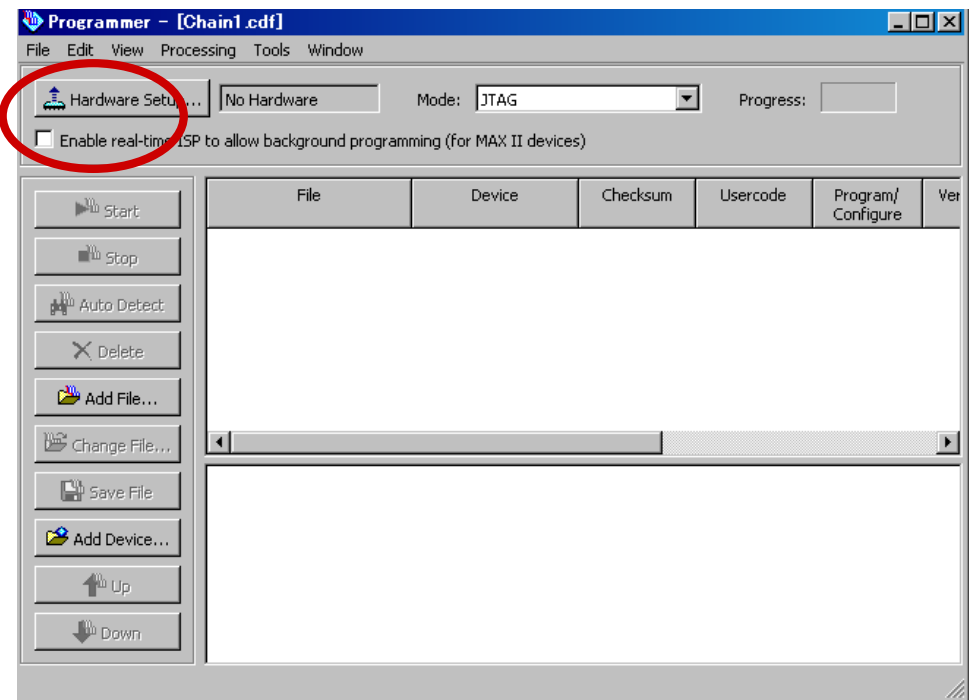 Programmer - [Chain1.cdf]
File Edit View Processing Tools Window
Hardware Setup... No Hardware Mode: JTAG Progress:
Enable real-time ISP to allow background programming (for MAX II devices)
File Device Checksum Usercode Program/ Ver
Configure
Start
Stop
Auto Detect
Delete
Add File...
Change File...
Save File
Add Device...
Up
Down